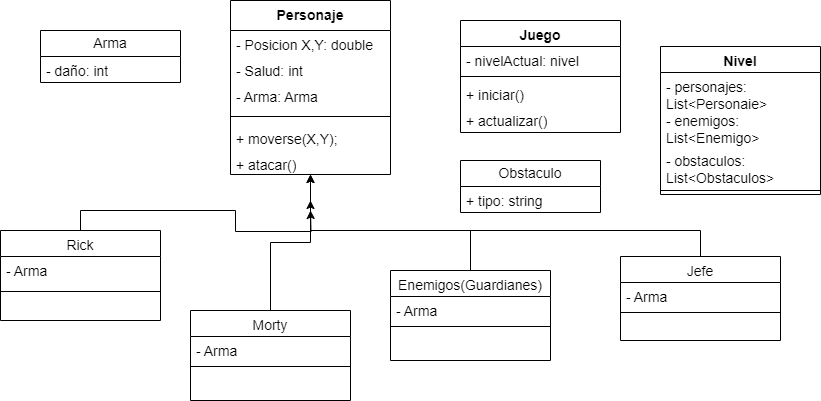 Arma
- daño: int
Personaje
- Posicion X,Y: double
- Salud: int
- Arma: Arma
+ moverse(X,Y);
+ atacar()
Juego
- nivelActual: nivel
+ iniciar()
+ actualizar()
Nivel
- personajes:
List<Personaje>
- enemigos:
List<Enemigo>
- obstaculos:
List<Obstaculos>
Obstaculo
+ tipo: string
Rick
- Arma
Morty
- Arma
Enemigos(Guardianes)
- Arma
Jefe
- Arma